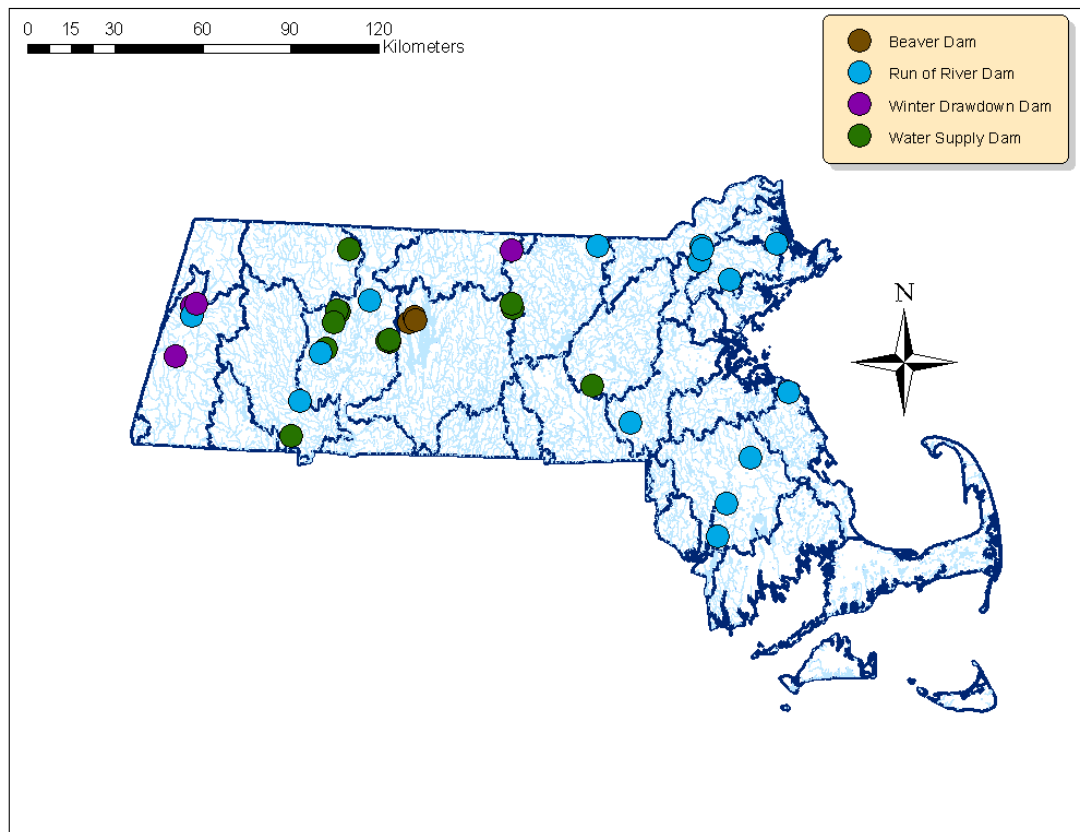 0 15 30 60 90 120
Kilometers
Beaver Dam
Run of River Dam
Winter Drawdown Dam
Water Supply Dam
N